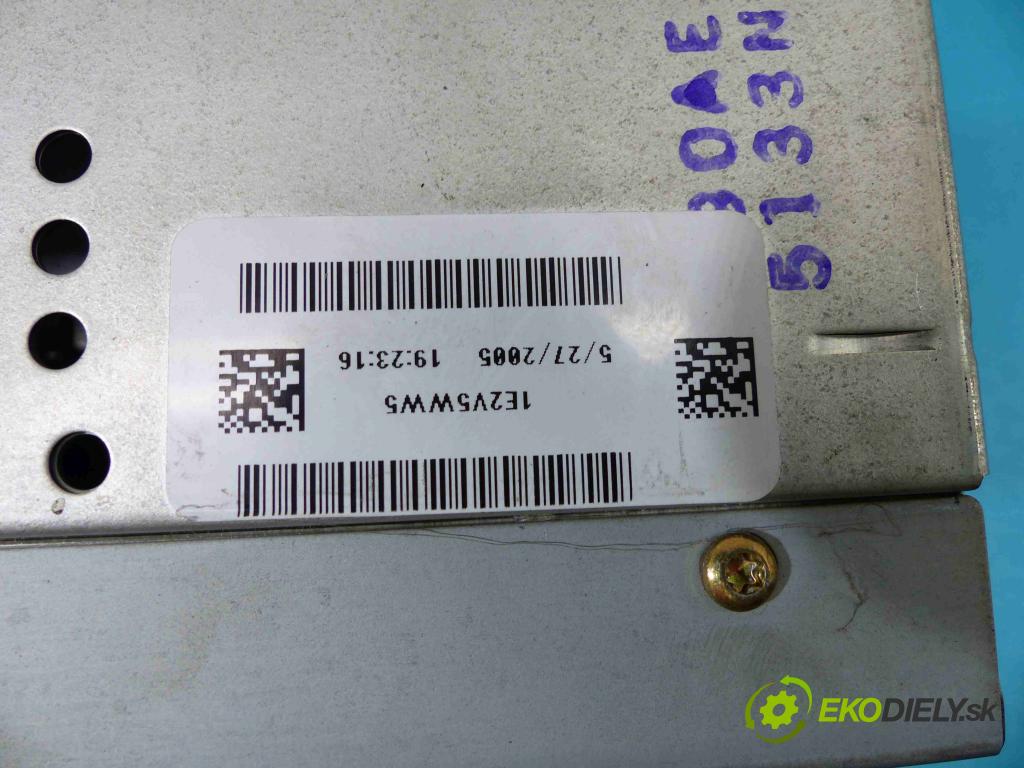 30AE
5133N
1E2V5WW5
5/27/2005 19:23:16
EKODIELY.sk